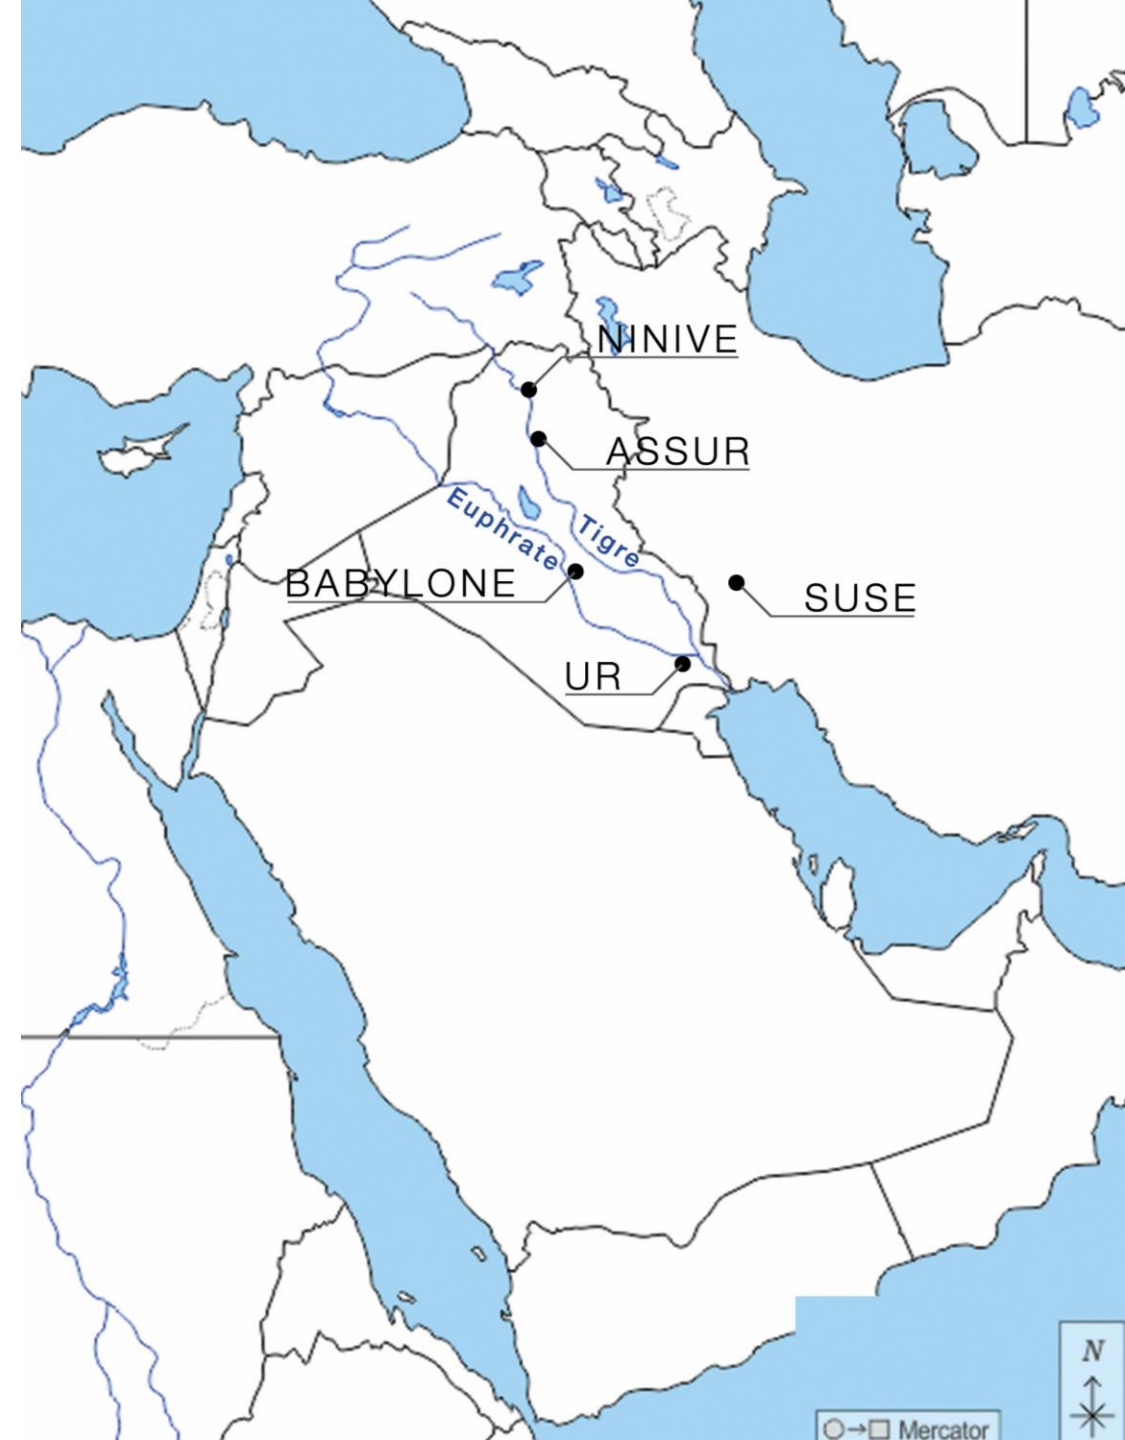 NINIVE
ASSUR
Euphrate
Tigre
BABYLONE
SUSE
UR
N
Mercator